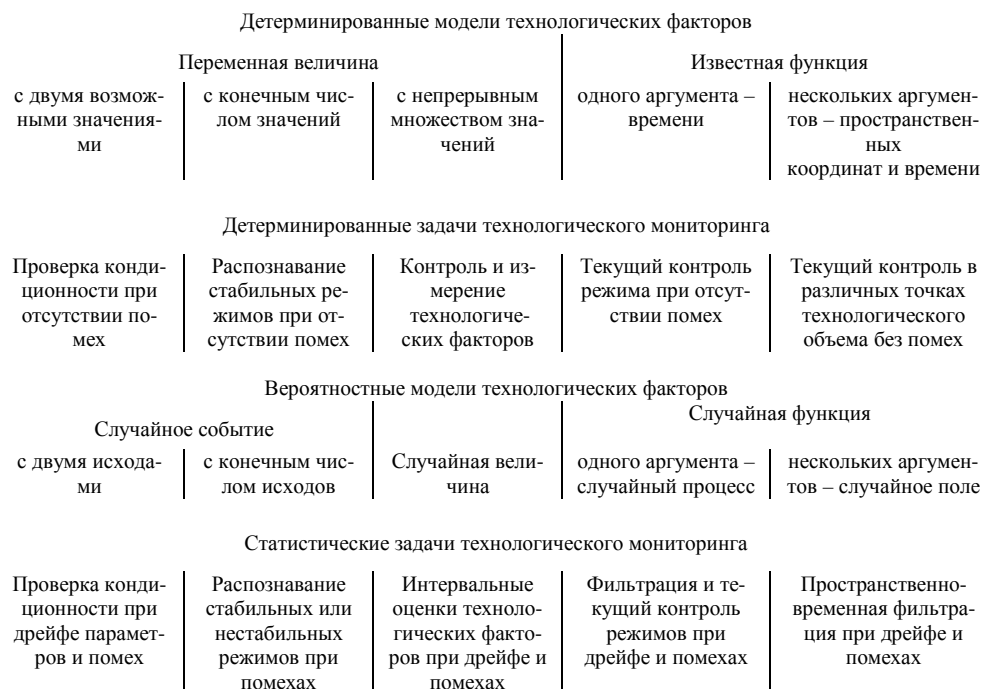 Детерминированные модели технологических факторов
Переменная величина
Известная функция
с двумя возмож-
ными значения-
ми
с конечным чис-
лом значений
с непрерывным
множеством зна-
чений
одного аргумента –
времени
нескольких аргумен-
тов – пространствен-
ных
координат и времени
Детерминированные задачи технологического мониторинга
Проверка конди-
ционности при
отсутствии по-
мех
Распознавание
стабильных ре-
жимов при от-
сутствии помех
Контроль и из-
мерение
технологиче-
ских факторов
Текущий контроль
режима при отсут-
ствии помех
Текущий контроль в
различных точках
технологического
объема без помех
Вероятностные модели технологических факторов
Случайное событие
Случайная функция
с двумя исхода-
ми
с конечным чис-
лом исходов
Случайная вели-
чина
одного аргумента –
случайный процесс
нескольких аргумен-
тов – случайное поле
Статистические задачи технологического мониторинга
Проверка конди-
ционности при
дрейфе парамет-
ров и помех
Распознавание
стабильных или
нестабильных
режимов при
помехах
Интервальные
оценки техноло-
гических факто-
ров при дрейфе и
помехах
Фильтрация и те-
кущий контроль
режимов при
дрейфе и помехах
Пространственно-
временная фильтра-
ция при дрейфе и
помехах